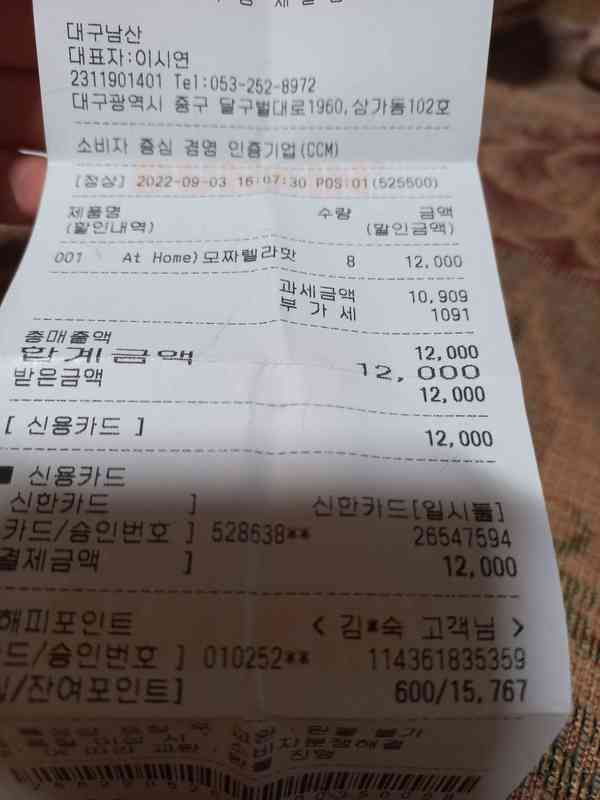 대구남산
대표자:이시연
2311901401 Tel:053-252-8972
대구광역시 중구 달구벌대로1960,상가동102호
소비자 중심 경영 인증기업(CCM)
[정상] 2022-09-03 16:07:30 POS:01(525500)
제품명 수량 금액
(할인내역) (할인금액)
001 At Home)모짜렐라맛 8 12,000
과세금액 10,909
부 가 세 1091
총매출액 12,000
합계금액 12,000
받은금액 12,000
[ 신용카드 ] 12,000
■ 신용카드
신한카드 ] 신한카드[일시불]
카드/승인번호 ] 528638** 26547594
결제금액 ] 12,000
해피포인트 < 김*숙 고객님 >
드/승인번호 ] 010252** 114361835359
/잔여포인트] 600/15,767